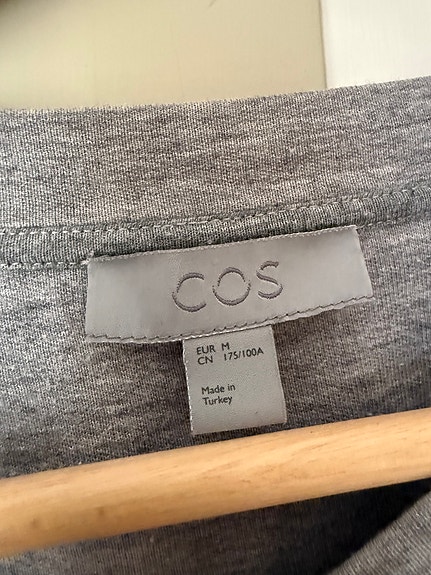 COS
EUR M
CN 175/100A
Made in
Turkey